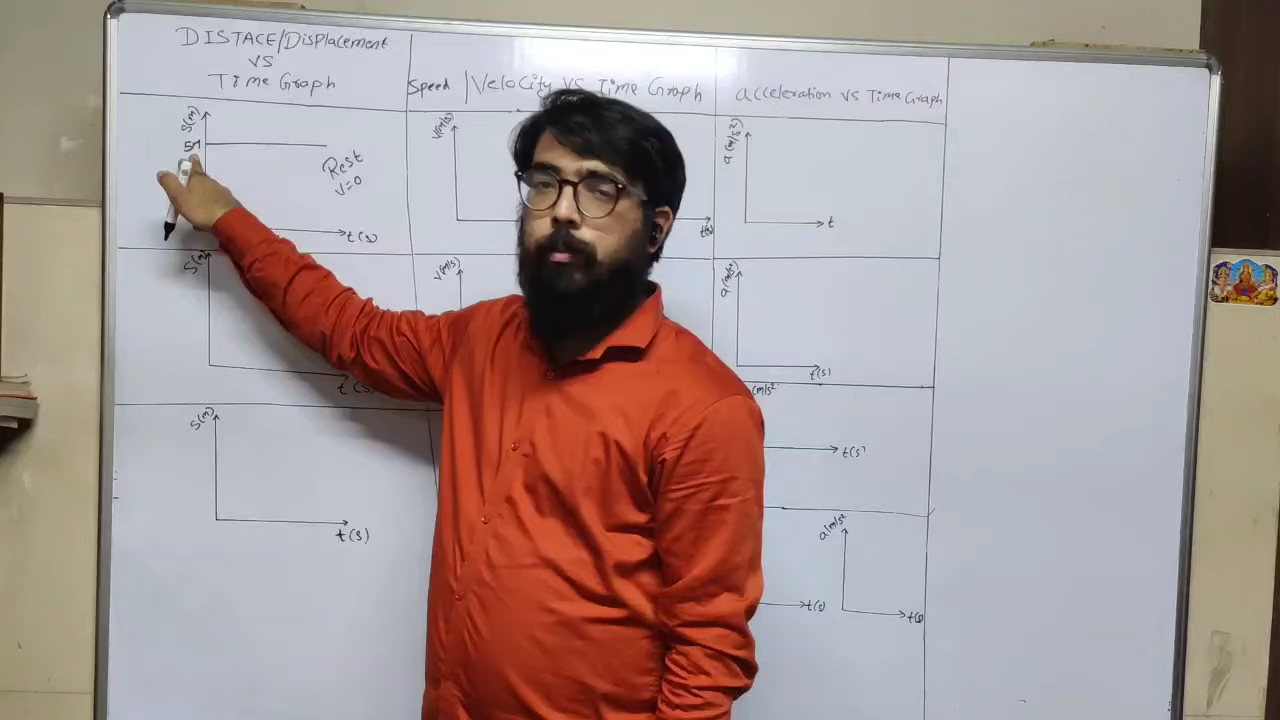 DISTACE/Displacement
vs
Time Graph
Speed | Velocity vs Time Graph
acceleration vs Time Graph
S(m)
5m
Rest
v=0
t(s)
v(m/s)
t(s)
a(m/s²)
t
S(m)
t(s)
v(m/s)
a(m/s²)
t(s)
S(m)
t(s)
(m/s²
t(s)
t(s)
a(m/s²
t(s)